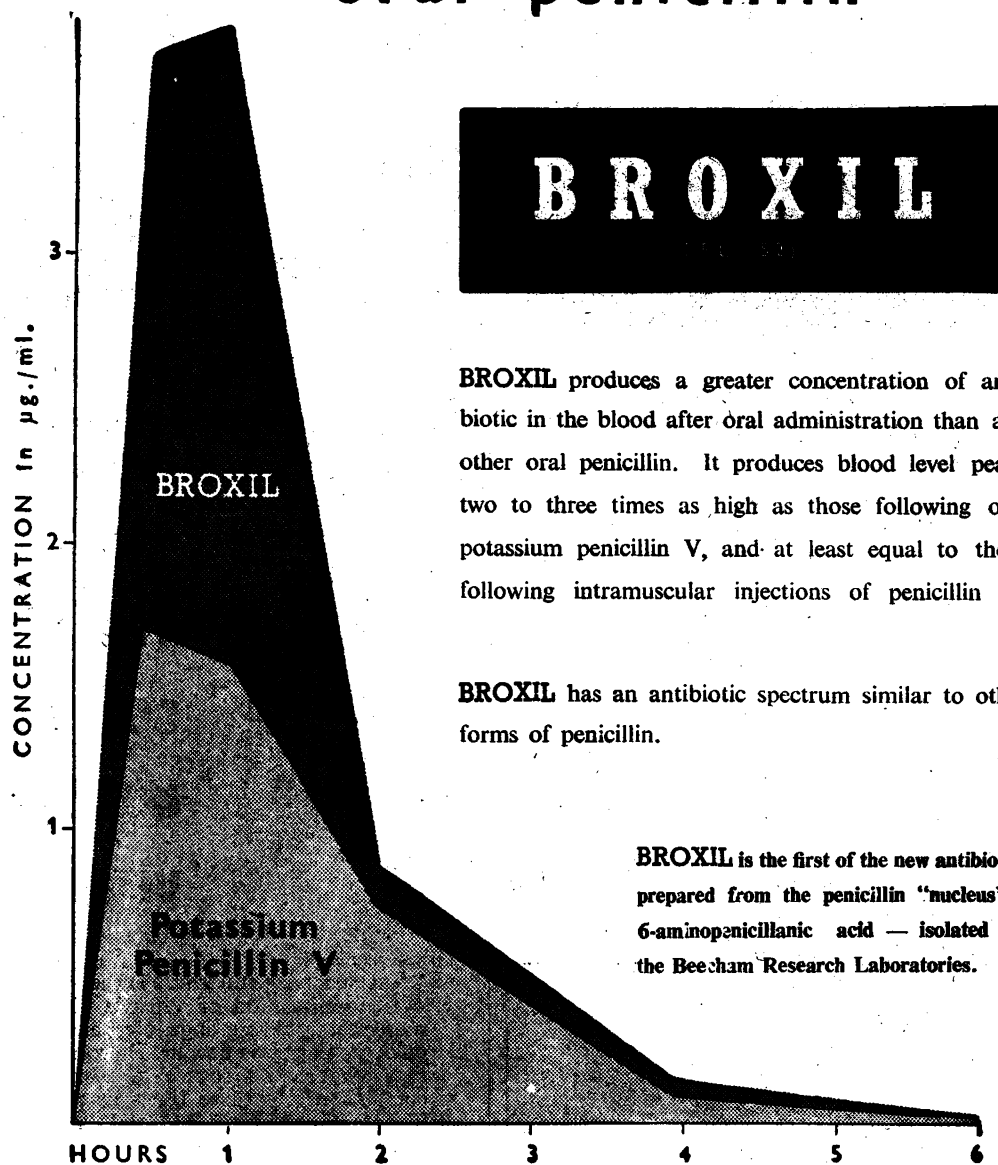 oral penicillin
BROXIL
3
2
1
CONCENTRATION in µg./ml.
BROXIL
Potassium
Penicillin V
HOURS 1 2 3 4 5 6
BROXIL produces a greater concentration of an
biotic in the blood after oral administration than a
other oral penicillin. It produces blood level pea
two to three times as high as those following o
potassium penicillin V, and at least equal to the
following intramuscular injections of penicillin
BROXIL has an antibiotic spectrum similar to oth
forms of penicillin.
BROXIL is the first of the new antibio
prepared from the penicillin "nucleus"
6-aminopenicillanic acid — isolated
the Beecham Research Laboratories.